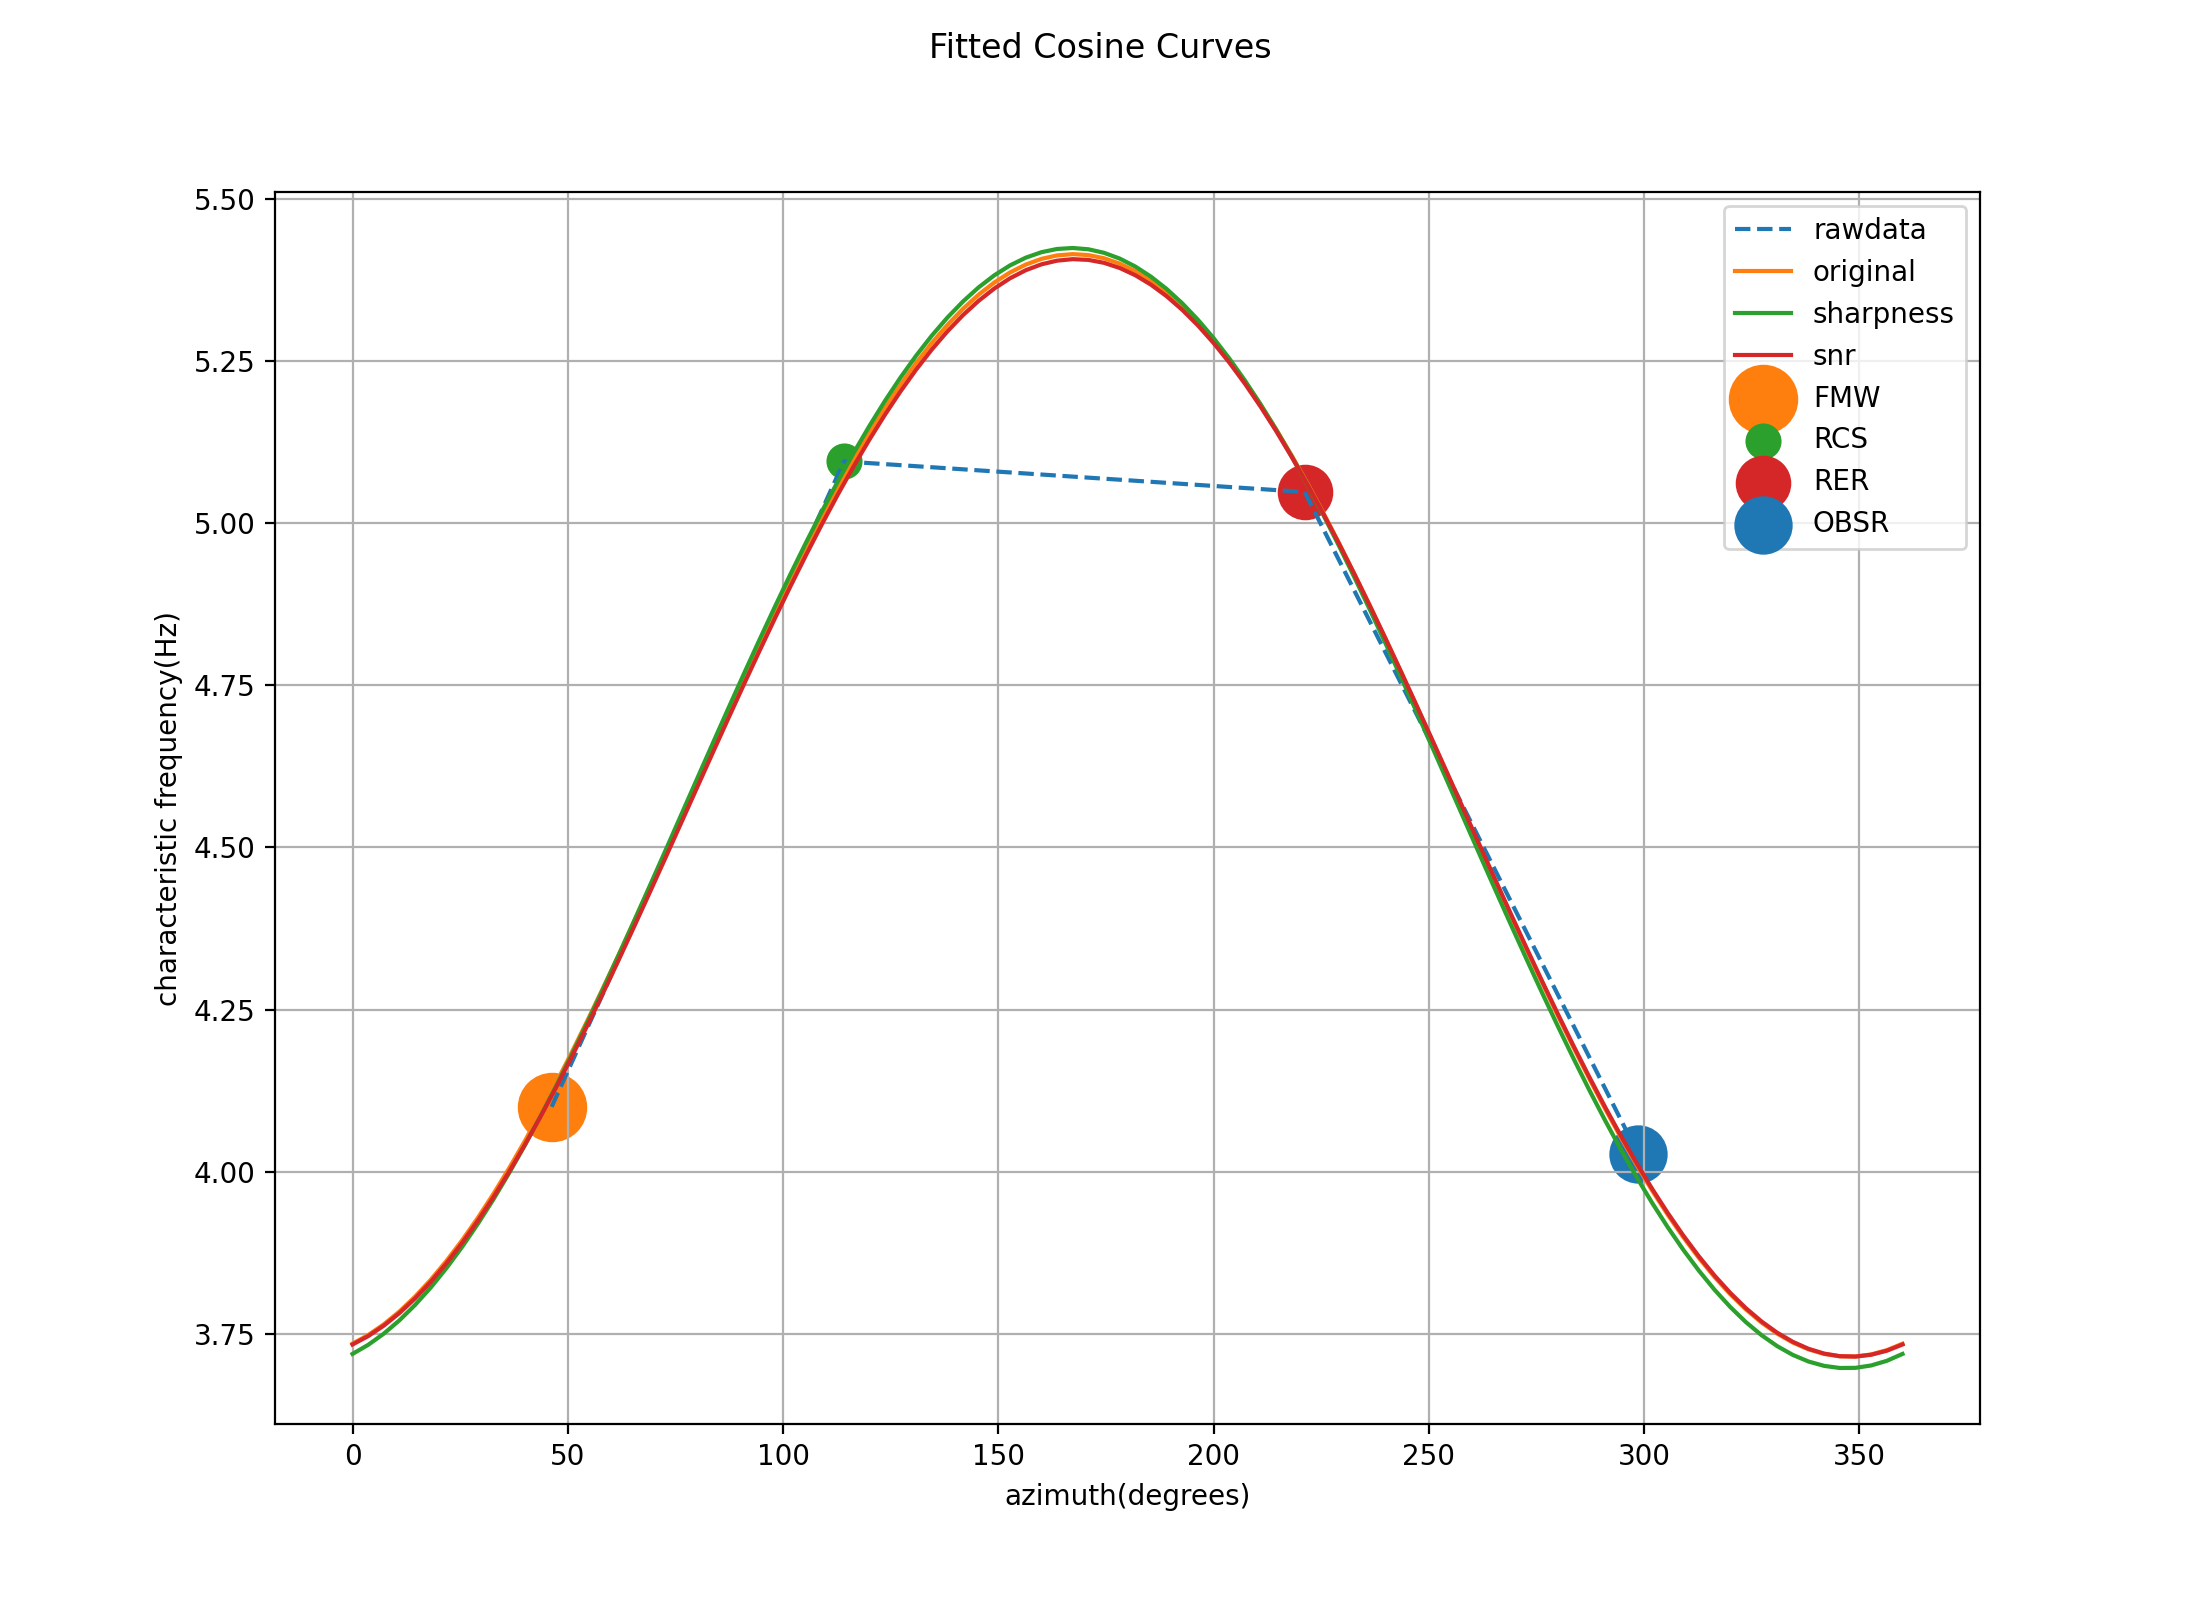 Fitted Cosine Curves
5.50
5.25
5.00
4.75
4.50
4.25
4.00
3.75
characteristic frequency(Hz)
rawdata
original
sharpness
snr
FMW
RCS
RER
OBSR
0 50 100 150 200 250 300 350
azimuth(degrees)